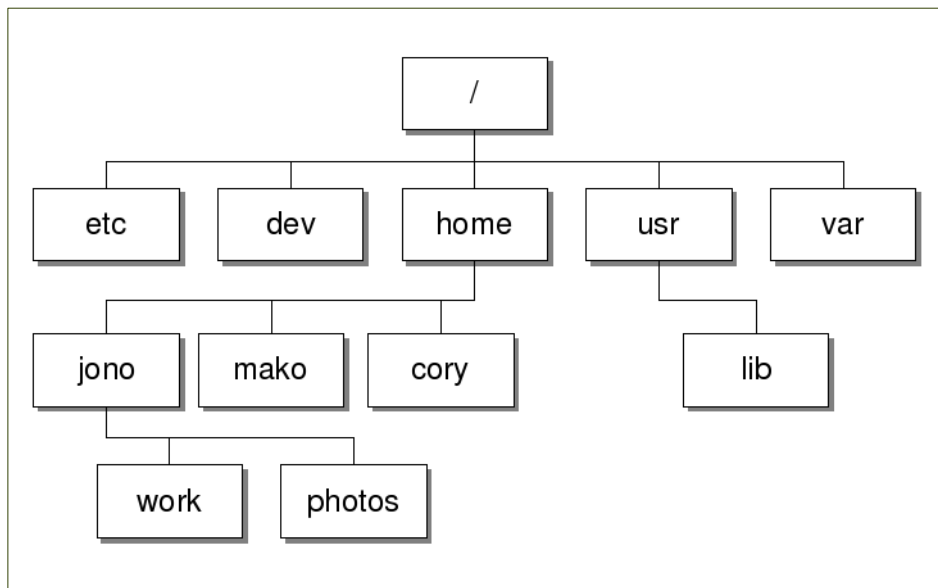 /
etc dev home usr var
jono mako cory lib
work photos